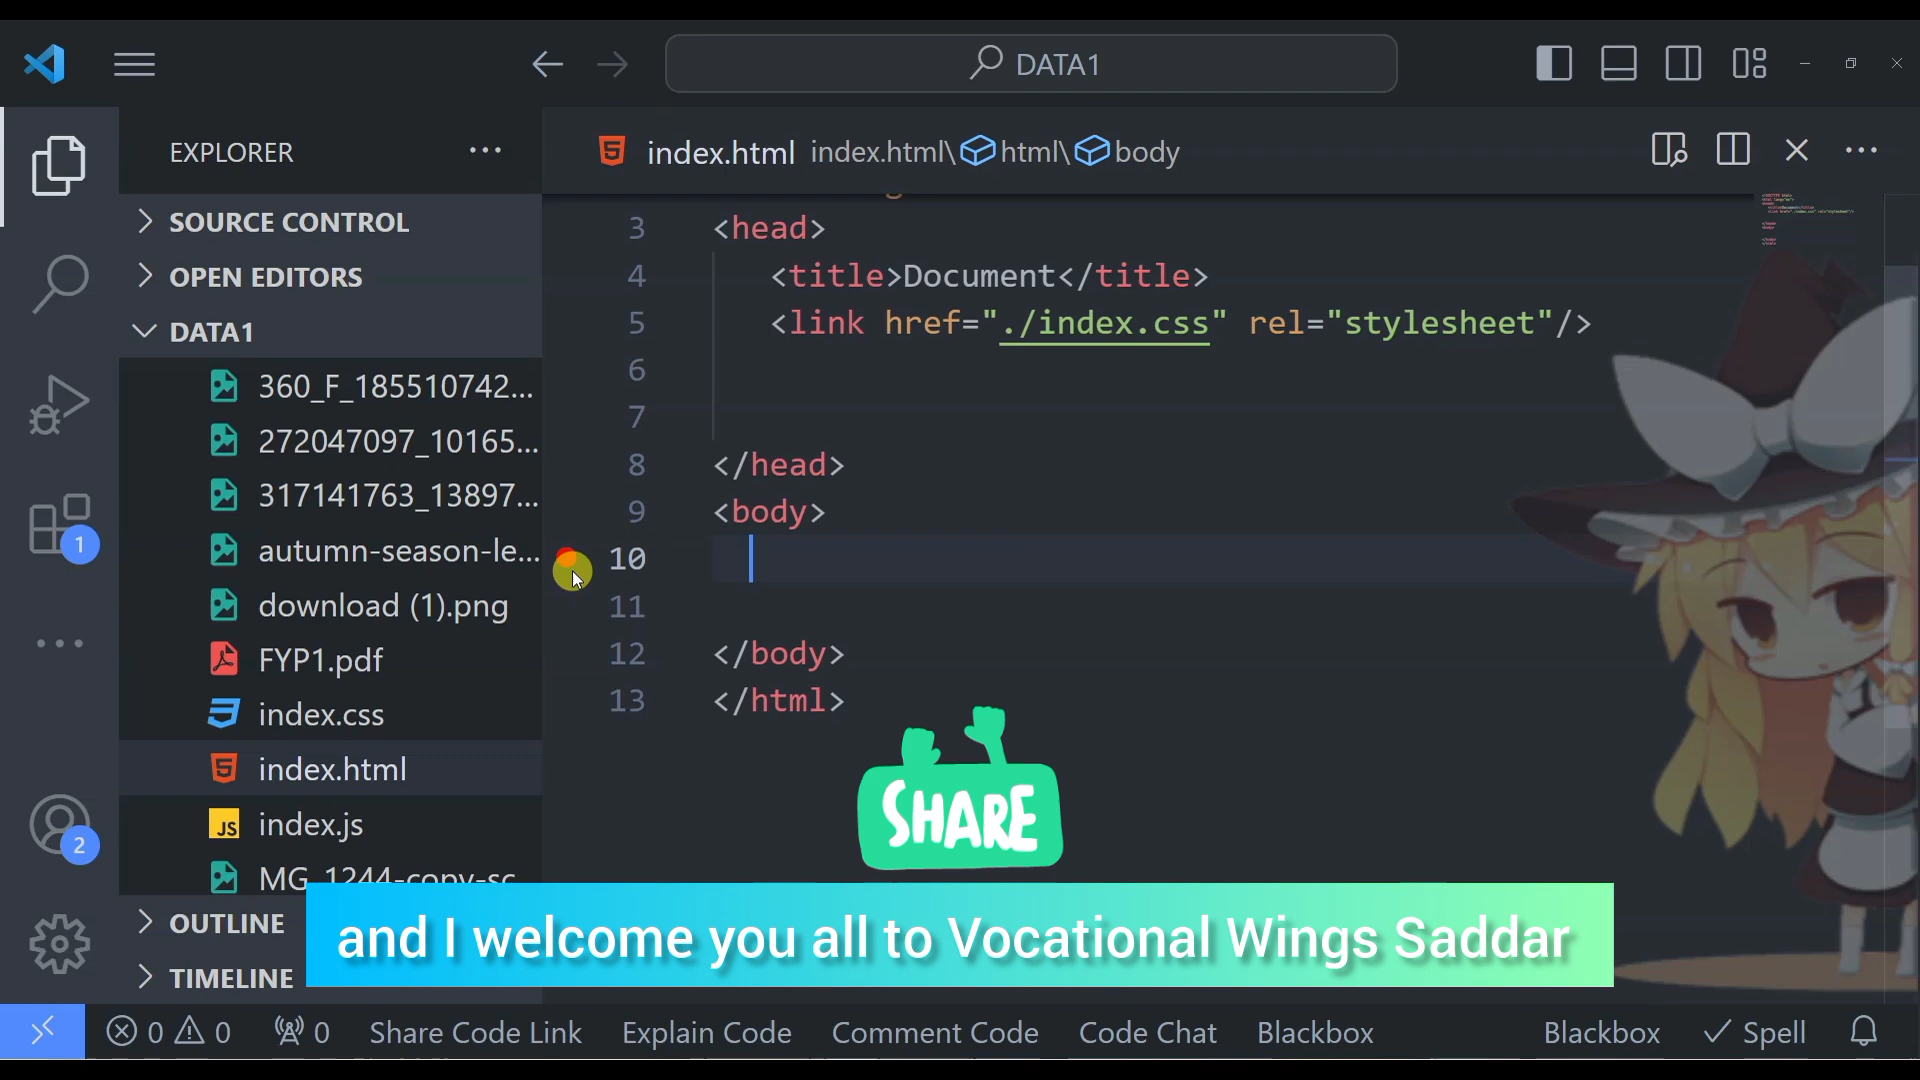 DATA1
EXPLORER
index.html index.html\html\body
SOURCE CONTROL
OPEN EDITORS
DATA1
360_F_185510742...
272047097_10165...
317141763_13897...
autumn-season-le...
download (1).png
FYP1.pdf
index.css
index.html
index.js
OUTLINE
TIMELINE
3 <head>
4 <title>Document</title>
5 <link href="./index.css" rel="stylesheet"/>
6
7
8 </head>
9 <body>
10
11
12 </body>
13 </html>
SHARE
and I welcome you all to Vocational Wings Saddar
1
2
0 0 0 Share Code Link Explain Code Comment Code Code Chat Blackbox Blackbox Spell